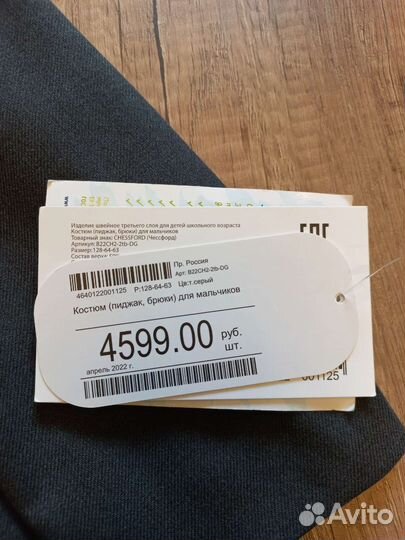 Изделие швейное третьего слоя для детей школьного возраста
Костюм (пиджак, брюки) для мальчиков
Товарный знак: CHESSFORD (Чессфорд)
Артикул: B22CH2-2tb-DG
Размер:128-64-63
Состав верха:
Пр. Россия
Арт: B22CH2-2tb-DG
4640122001125 Р:128-64-63 Цв:т.серый
Костюм (пиджак, брюки) для мальчиков
4599.00 руб.
шт.
апрель 2022 г.
001125
Avito